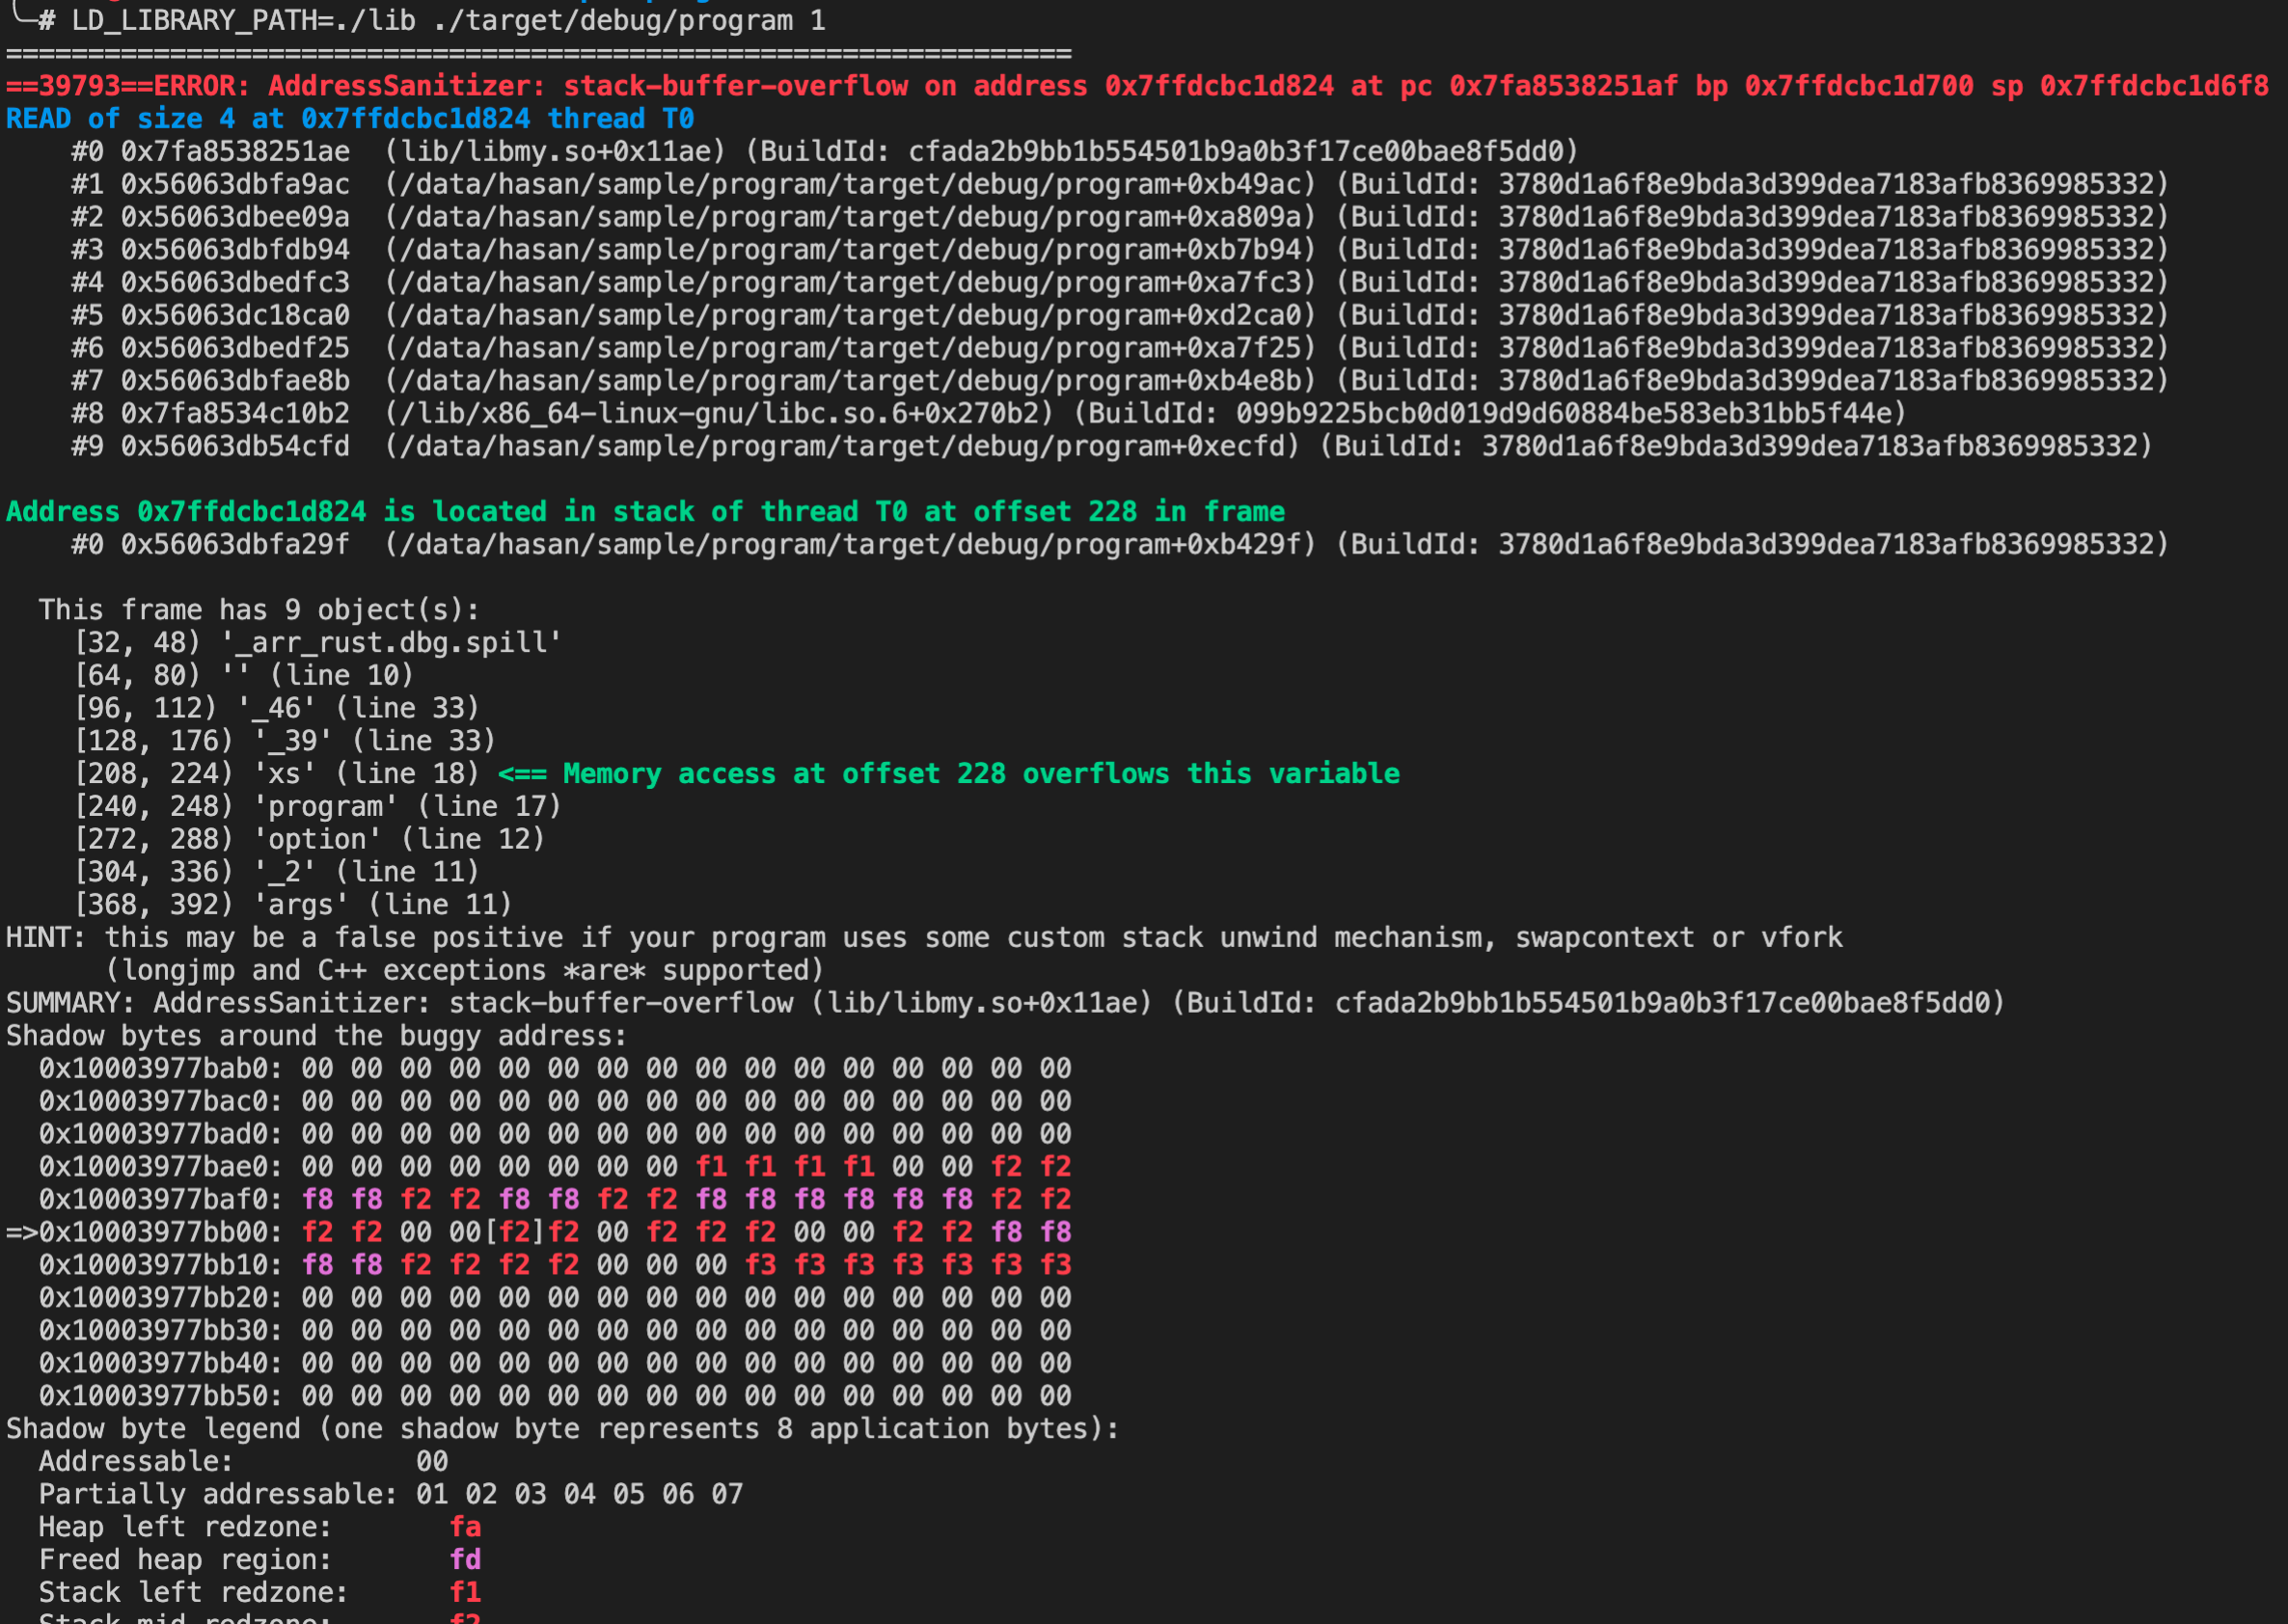 ╰─# LD_LIBRARY_PATH=./lib ./target/debug/program 1
=================================================================
==39793==ERROR: AddressSanitizer: stack-buffer-overflow on address 0x7ffdcbc1d824 at pc 0x7fa8538251af bp 0x7ffdcbc1d700 sp 0x7ffdcbc1d6f8
READ of size 4 at 0x7ffdcbc1d824 thread T0
    #0 0x7fa8538251ae  (lib/libmy.so+0x11ae) (BuildId: cfada2b9bb1b554501b9a0b3f17ce00bae8f5dd0)
    #1 0x56063dbfa9ac  (/data/hasan/sample/program/target/debug/program+0xb49ac) (BuildId: 3780d1a6f8e9bda3d399dea7183afb8369985332)
    #2 0x56063dbee09a  (/data/hasan/sample/program/target/debug/program+0xa809a) (BuildId: 3780d1a6f8e9bda3d399dea7183afb8369985332)
    #3 0x56063dbfdb94  (/data/hasan/sample/program/target/debug/program+0xb7b94) (BuildId: 3780d1a6f8e9bda3d399dea7183afb8369985332)
    #4 0x56063dbedfc3  (/data/hasan/sample/program/target/debug/program+0xa7fc3) (BuildId: 3780d1a6f8e9bda3d399dea7183afb8369985332)
    #5 0x56063dc18ca0  (/data/hasan/sample/program/target/debug/program+0xd2ca0) (BuildId: 3780d1a6f8e9bda3d399dea7183afb8369985332)
    #6 0x56063dbedf25  (/data/hasan/sample/program/target/debug/program+0xa7f25) (BuildId: 3780d1a6f8e9bda3d399dea7183afb8369985332)
    #7 0x56063dbfae8b  (/data/hasan/sample/program/target/debug/program+0xb4e8b) (BuildId: 3780d1a6f8e9bda3d399dea7183afb8369985332)
    #8 0x7fa8534c10b2  (/lib/x86_64-linux-gnu/libc.so.6+0x270b2) (BuildId: 099b9225bcb0d019d9d60884be583eb31bb5f44e)
    #9 0x56063db54cfd  (/data/hasan/sample/program/target/debug/program+0xecfd) (BuildId: 3780d1a6f8e9bda3d399dea7183afb8369985332)

Address 0x7ffdcbc1d824 is located in stack of thread T0 at offset 228 in frame
    #0 0x56063dbfa29f  (/data/hasan/sample/program/target/debug/program+0xb429f) (BuildId: 3780d1a6f8e9bda3d399dea7183afb8369985332)

  This frame has 9 object(s):
    [32, 48) '_arr_rust.dbg.spill'
    [64, 80) '' (line 10)
    [96, 112) '_46' (line 33)
    [128, 176) '_39' (line 33)
    [208, 224) 'xs' (line 18) <== Memory access at offset 228 overflows this variable
    [240, 248) 'program' (line 17)
    [272, 288) 'option' (line 12)
    [304, 336) '_2' (line 11)
    [368, 392) 'args' (line 11)
HINT: this may be a false positive if your program uses some custom stack unwind mechanism, swapcontext or vfork
      (longjmp and C++ exceptions *are* supported)
SUMMARY: AddressSanitizer: stack-buffer-overflow (lib/libmy.so+0x11ae) (BuildId: cfada2b9bb1b554501b9a0b3f17ce00bae8f5dd0)
Shadow bytes around the buggy address:
  0x10003977bab0: 00 00 00 00 00 00 00 00 00 00 00 00 00 00 00 00
  0x10003977bac0: 00 00 00 00 00 00 00 00 00 00 00 00 00 00 00 00
  0x10003977bad0: 00 00 00 00 00 00 00 00 00 00 00 00 00 00 00 00
  0x10003977bae0: 00 00 00 00 00 00 00 00 f1 f1 f1 f1 00 00 f2 f2
  0x10003977baf0: f8 f8 f2 f2 f8 f8 f2 f2 f8 f8 f8 f8 f8 f8 f2 f2
=>0x10003977bb00: f2 f2 00 00[f2]f2 00 f2 f2 f2 00 00 f2 f2 f8 f8
  0x10003977bb10: f8 f8 f2 f2 f2 f2 00 00 00 f3 f3 f3 f3 f3 f3 f3
  0x10003977bb20: 00 00 00 00 00 00 00 00 00 00 00 00 00 00 00 00
  0x10003977bb30: 00 00 00 00 00 00 00 00 00 00 00 00 00 00 00 00
  0x10003977bb40: 00 00 00 00 00 00 00 00 00 00 00 00 00 00 00 00
  0x10003977bb50: 00 00 00 00 00 00 00 00 00 00 00 00 00 00 00 00
Shadow byte legend (one shadow byte represents 8 application bytes):
  Addressable:           00
  Partially addressable: 01 02 03 04 05 06 07
  Heap left redzone:       fa
  Freed heap region:       fd
  Stack left redzone:      f1
  Stack mid redzone:       f2